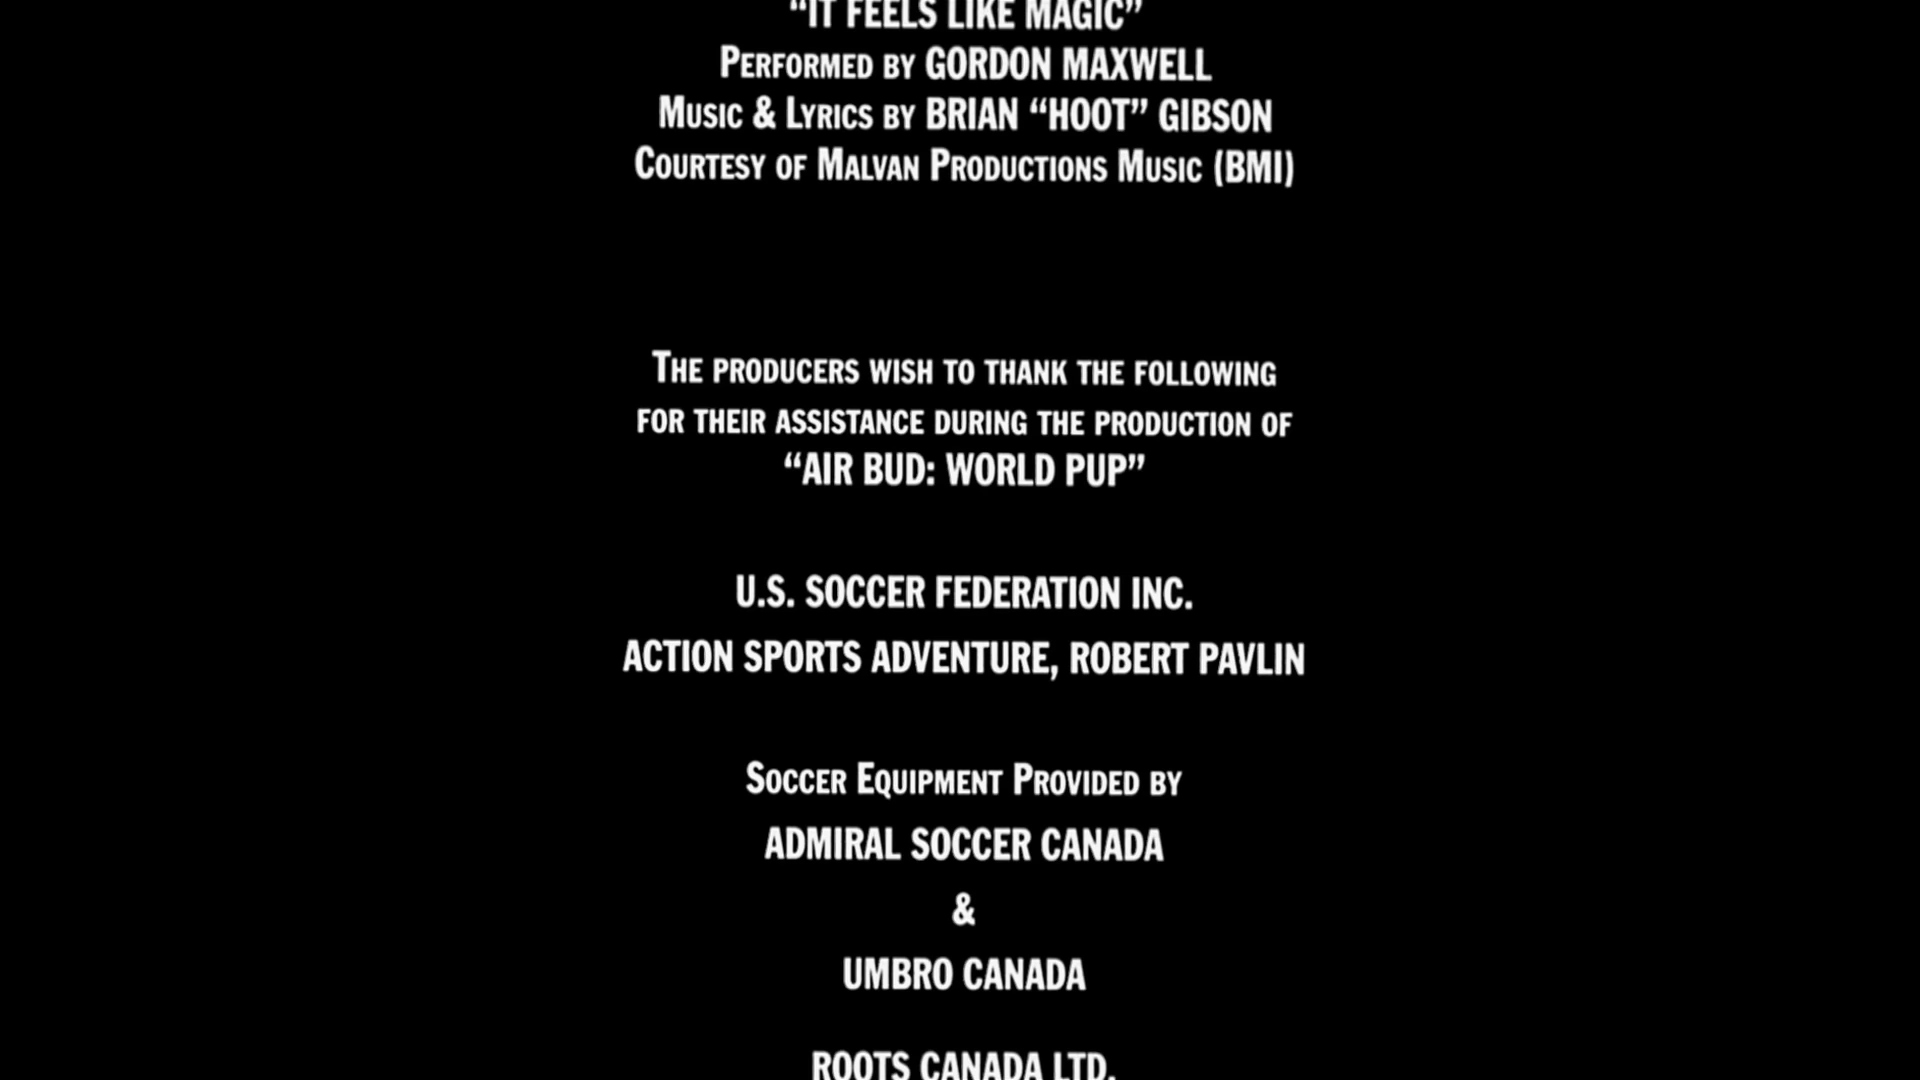 “IT FEELS LIKE MAGIC”
PERFORMED BY GORDON MAXWELL
MUSIC & LYRICS BY BRIAN “HOOT” GIBSON
COURTESY OF MALVAN PRODUCTIONS MUSIC (BMI)
THE PRODUCERS WISH TO THANK THE FOLLOWING
FOR THEIR ASSISTANCE DURING THE PRODUCTION OF
“AIR BUD: WORLD PUP”
U.S. SOCCER FEDERATION INC.
ACTION SPORTS ADVENTURE, ROBERT PAVLIN
SOCCER EQUIPMENT PROVIDED BY
ADMIRAL SOCCER CANADA
&
UMBRO CANADA
ROOTS CANADA LTD.